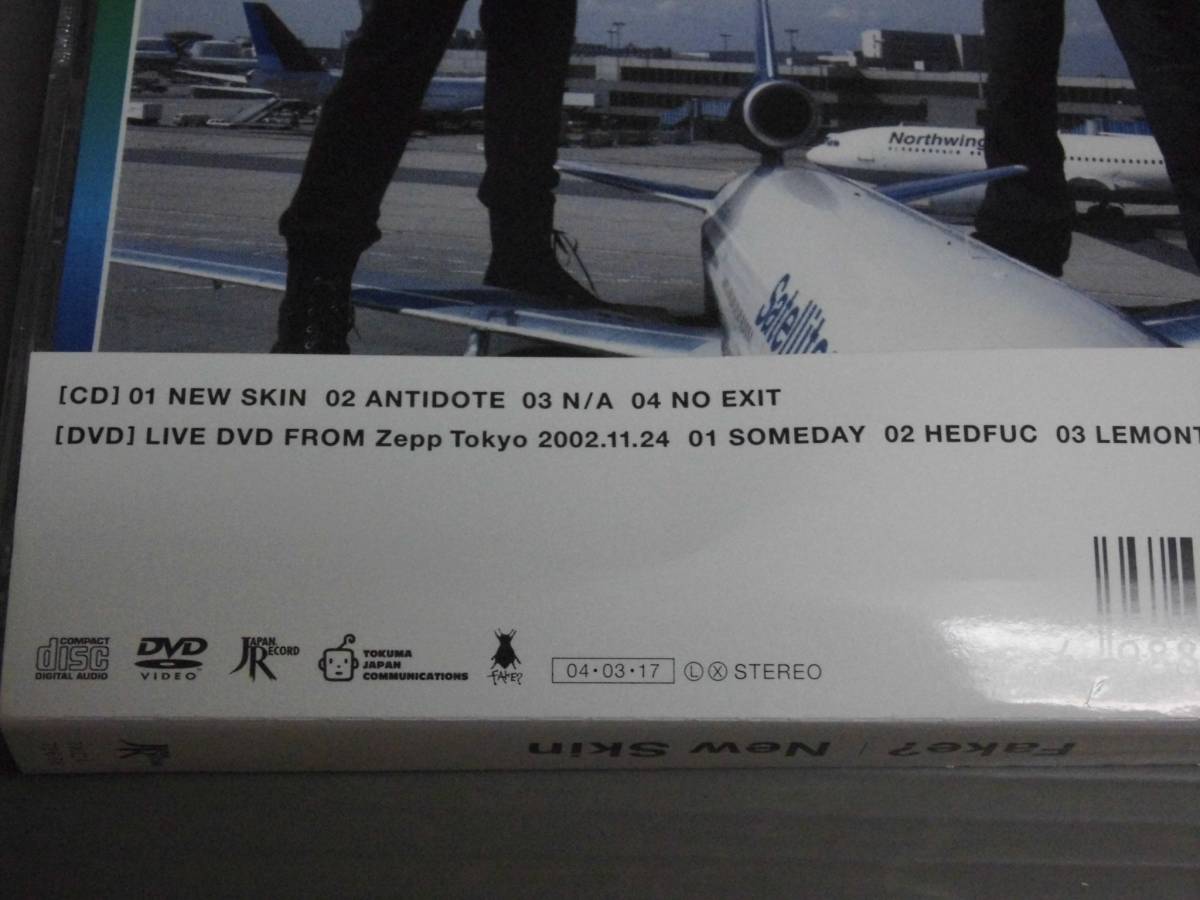 Northwing
Satellite
[CD] 01 NEW SKIN 02 ANTIDOTE 03 N/A 04 NO EXIT
[DVD] LIVE DVD FROM Zepp Tokyo 2002.11.24 01 SOMEDAY 02 HEDFUC 03 LEMONT
COMPACT
disc
DIGITAL AUDIO
DVD
VIDEO
JAPAN
RECORD
TOKUMA
JAPAN
COMMUNICATIONS
FAKE?
04・03・17 Ⓛ Ⓧ STEREO
Fake? / New Skin